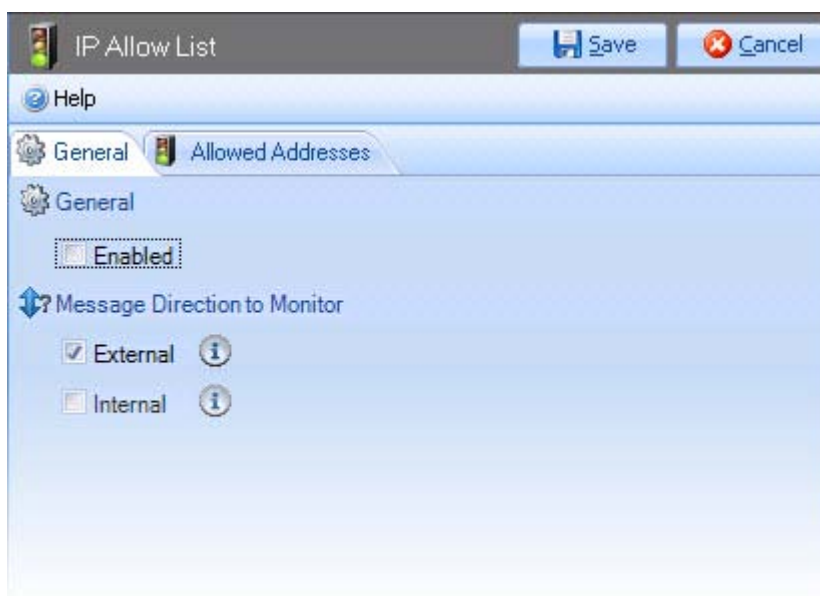 IP Allow List
Save
Cancel
Help
General
Allowed Addresses
General
Enabled
Message Direction to Monitor
External
Internal